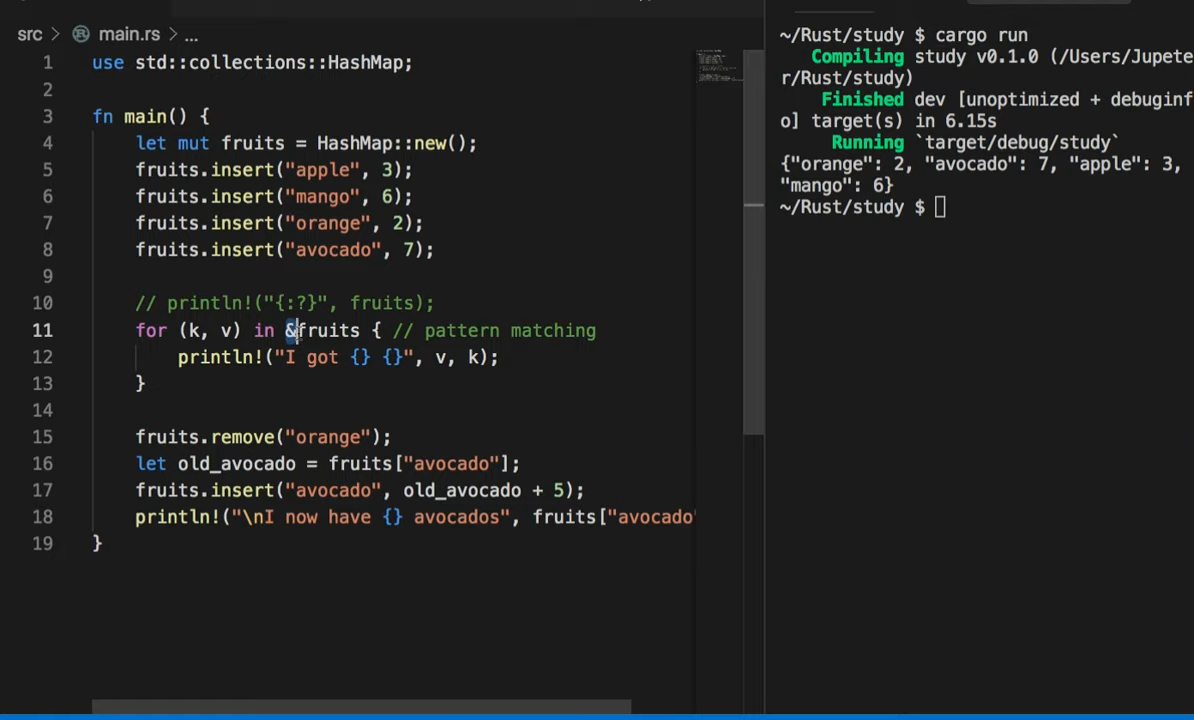 src > main.rs > ...
1 use std::collections::HashMap;
2
3 fn main() {
4 let mut fruits = HashMap::new();
5 fruits.insert("apple", 3);
6 fruits.insert("mango", 6);
7 fruits.insert("orange", 2);
8 fruits.insert("avocado", 7);
9
10 // println!("{:?}", fruits);
11 for (k, v) in &fruits { // pattern matching
12 println!("I got {} {}", v, k);
13 }
14
15 fruits.remove("orange");
16 let old_avocado = fruits["avocado"];
17 fruits.insert("avocado", old_avocado + 5);
18 println!("\nI now have {} avocados", fruits["avocado"
19 }
~/Rust/study $ cargo run
Compiling study v0.1.0 (/Users/Jupete
r/Rust/study)
Finished dev [unoptimized + debuginf
o] target(s) in 6.15s
Running `target/debug/study`
{"orange": 2, "avocado": 7, "apple": 3,
"mango": 6}
~/Rust/study $